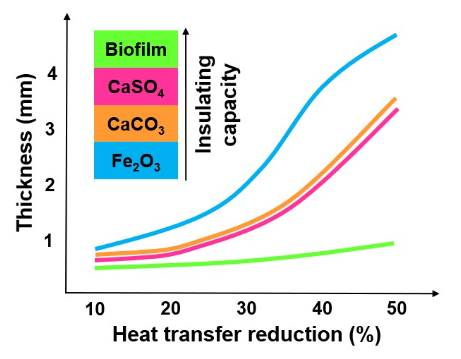 Biofilm
CaSO₄
CaCO₃
Fe₂O₃
Insulating
capacity
Thickness (mm)
4
3
2
1
10 20 30 40 50
Heat transfer reduction (%)